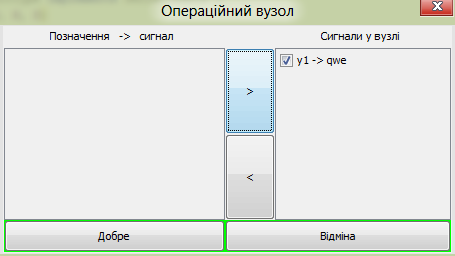 Операційний вузол
Позначення -> сигнал
Сигнали у вузлі
y1 -> qwe
>
<
Добре
Відміна